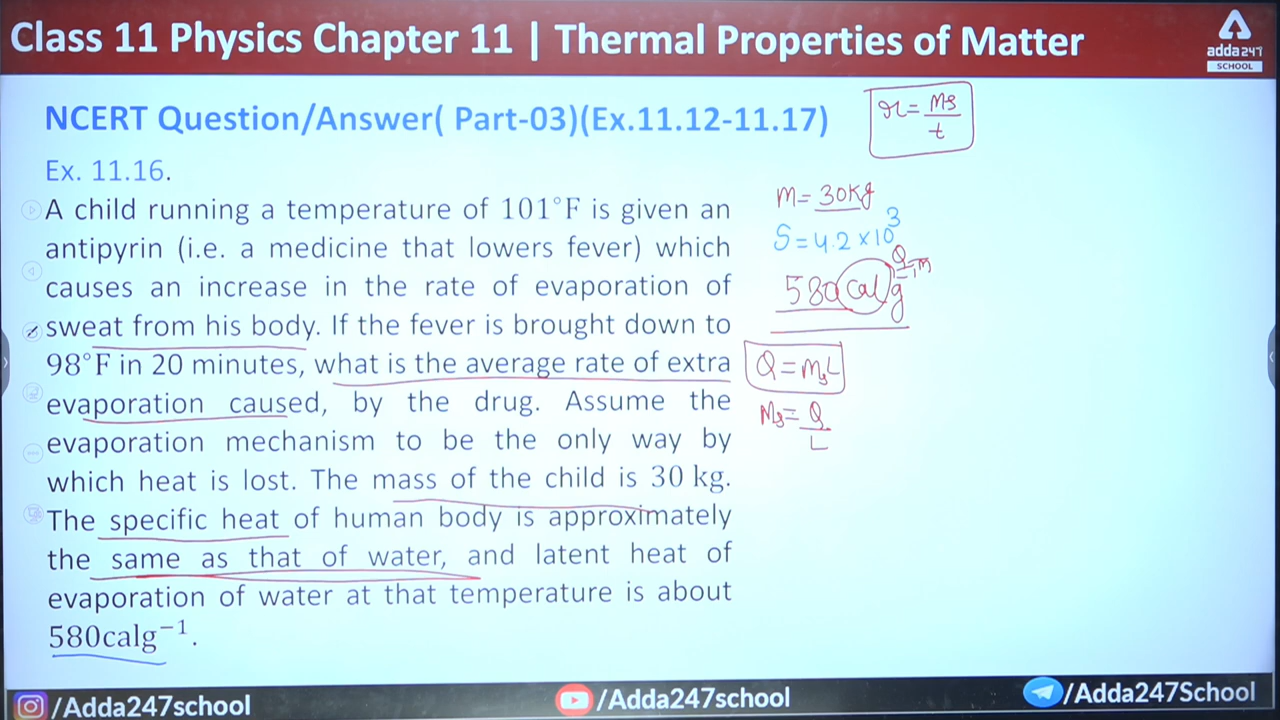 Class 11 Physics Chapter 11 | Thermal Properties of Matter
adda247
SCHOOL
NCERT Question/Answer( Part-03)(Ex.11.12-11.17)
Ex. 11.16.
A child running a temperature of 101°F is given an
antipyrin (i.e. a medicine that lowers fever) which
causes an increase in the rate of evaporation of
sweat from his body. If the fever is brought down to
98°F in 20 minutes, what is the average rate of extra
evaporation caused, by the drug. Assume the
evaporation mechanism to be the only way by
which heat is lost. The mass of the child is 30 kg.
The specific heat of human body is approximately
the same as that of water, and latent heat of
evaporation of water at that temperature is about
580calg⁻¹.
r = Ms/t
M = 30Kg
S = 4.2 × 10³
580 cal g⁻¹
Q = MsL
Ms = Q/L
/Adda247school
/Adda247school
/Adda247School